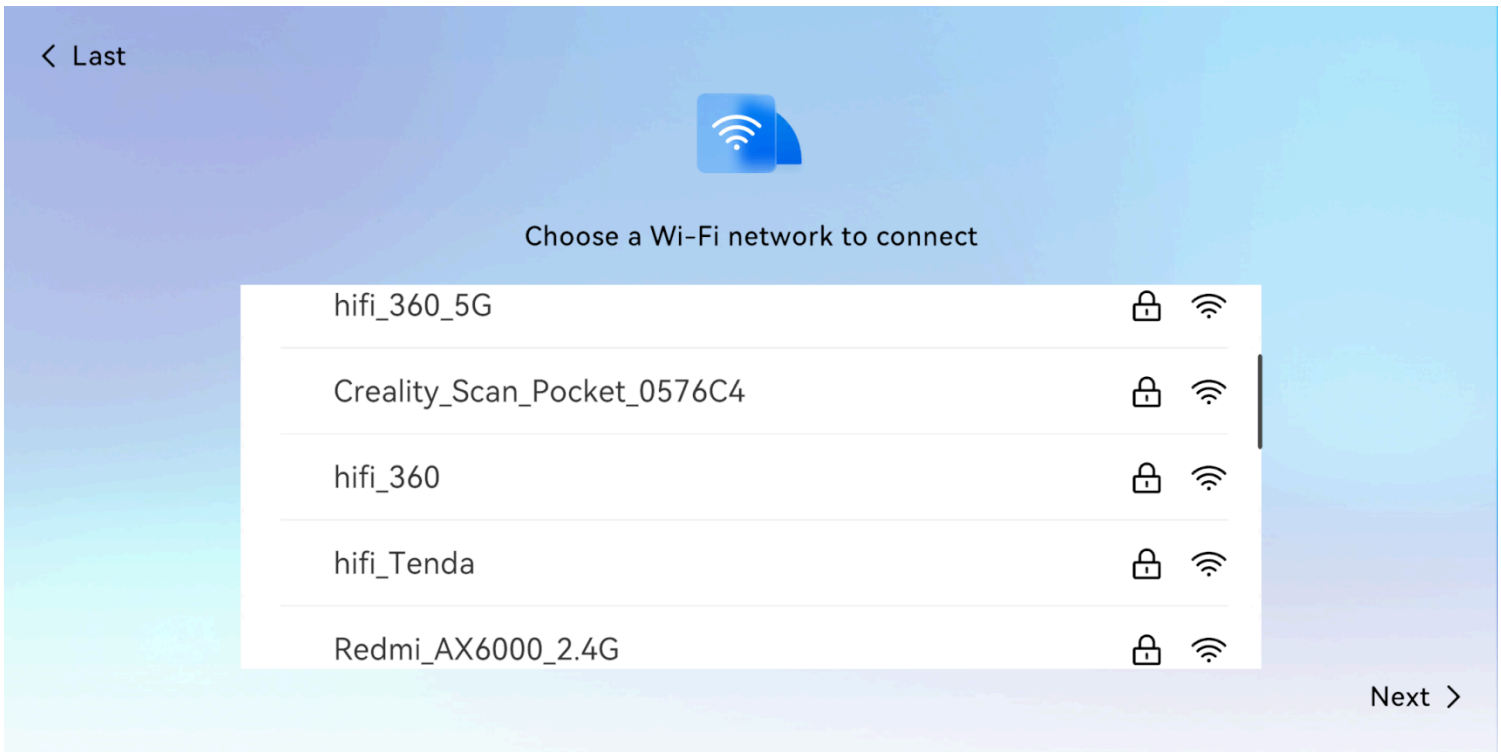 Last
Choose a Wi-Fi network to connect
hifi_360_5G
Creality_Scan_Pocket_0576C4
hifi_360
hifi_Tenda
Redmi_AX6000_2.4G
Next